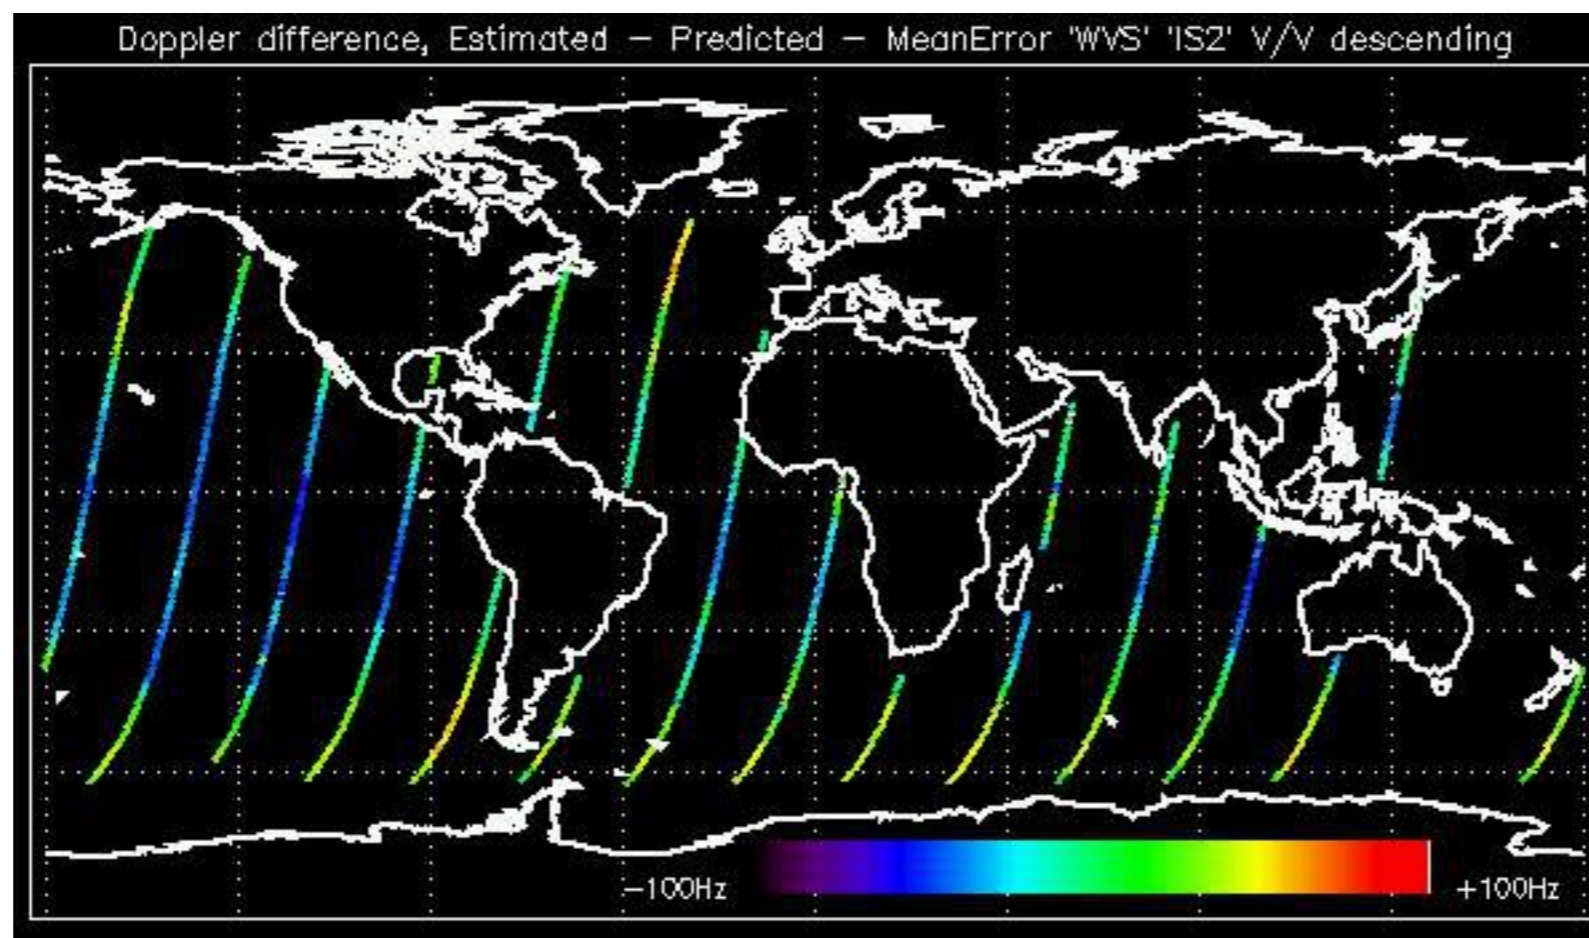 Doppler difference, Estimated – Predicted – MeanError 'WVS' 'IS2' V/V descending
–100Hz +100Hz